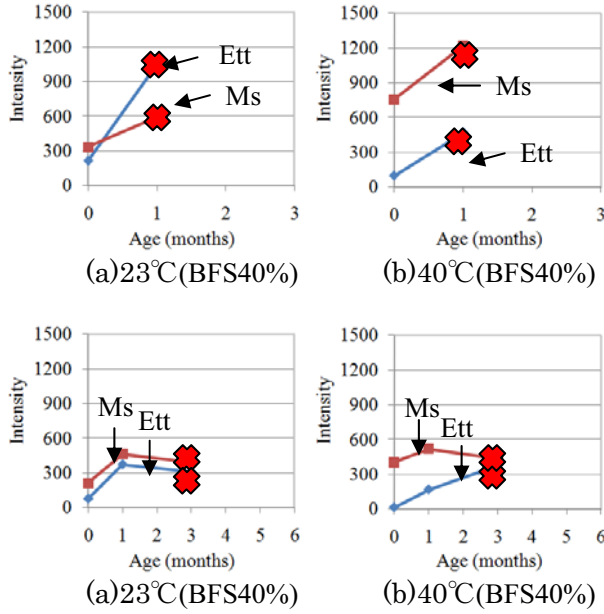 1500
1200
900
600
300
0
Intensity
Ett
Ms
0 1 2 3
Age (months)
(a)23℃(BFS40%)
1500
1200
900
600
300
0
Intensity
Ms
Ett
0 1 2 3
Age (months)
(b)40℃(BFS40%)
1500
1200
900
600
300
0
Intensity
Ms
Ett
0 1 2 3 4 5 6
Age (months)
(a)23℃(BFS40%)
1500
1200
900
600
300
0
Intensity
Ms
Ett
0 1 2 3 4 5 6
Age (months)
(b)40℃(BFS40%)